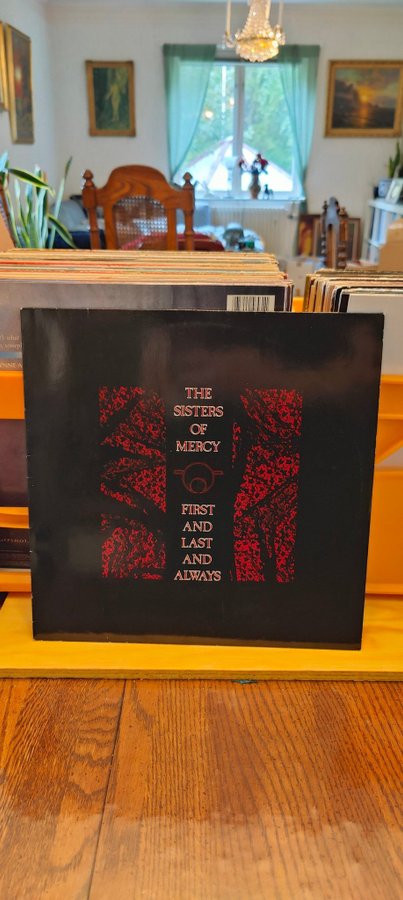 THE
SISTERS
OF
MERCY
FIRST
AND
LAST
AND
ALWAYS